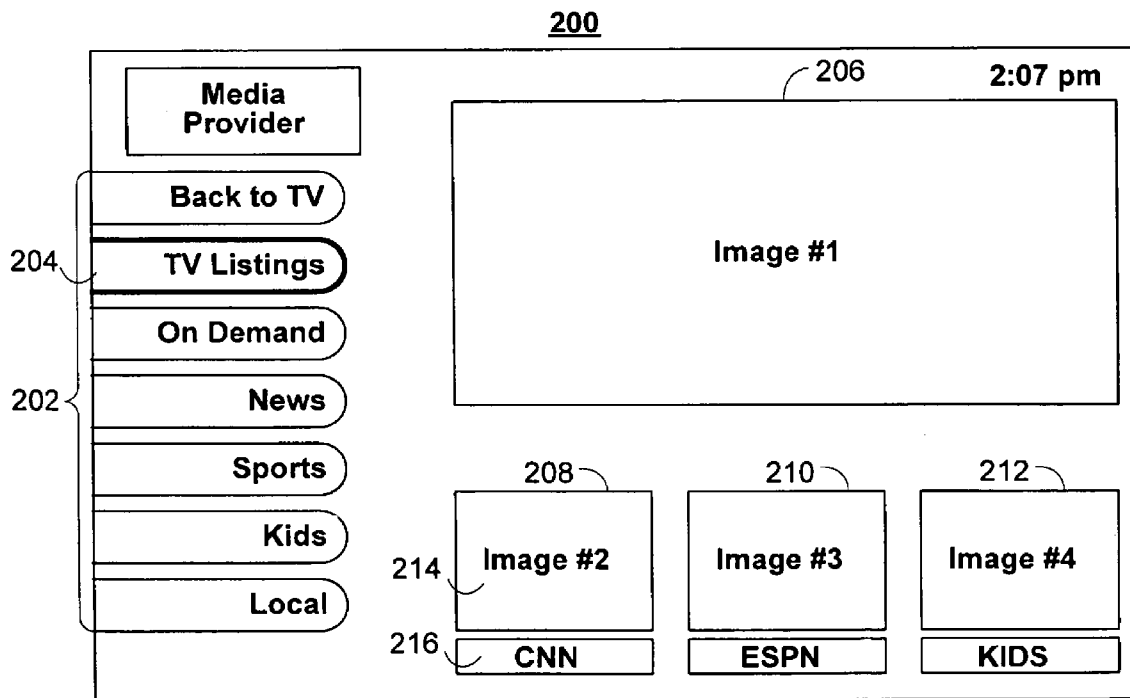 200
206
2:07 pm
Media
Provider
Back to TV
204
TV Listings
Image #1
On Demand
202
News
Sports
Kids
Local
208
210
212
Image #2
Image #3
Image #4
214
216
CNN
ESPN
KIDS